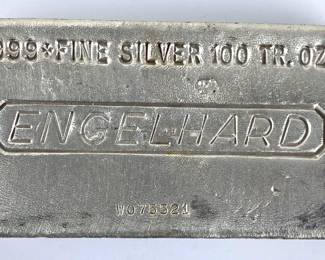 999★FINE SILVER 100 TR. OZ
ENGELHARD
W075321